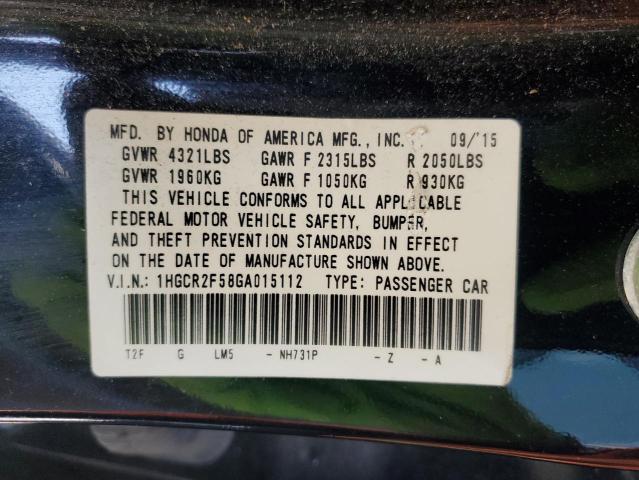 MFD. BY HONDA OF AMERICA MFG., INC. 09/'15
GVWR 4321LBS GAWR F 2315LBS R 2050LBS
GVWR 1960KG GAWR F 1050KG R 930KG
THIS VEHICLE CONFORMS TO ALL APPLICABLE
FEDERAL MOTOR VEHICLE SAFETY, BUMPER,
AND THEFT PREVENTION STANDARDS IN EFFECT
ON THE DATE OF MANUFACTURE SHOWN ABOVE.
V.I.N.: 1HGCR2F58GA015112 TYPE: PASSENGER CAR
T2F G LM5 - NH731P - Z - A